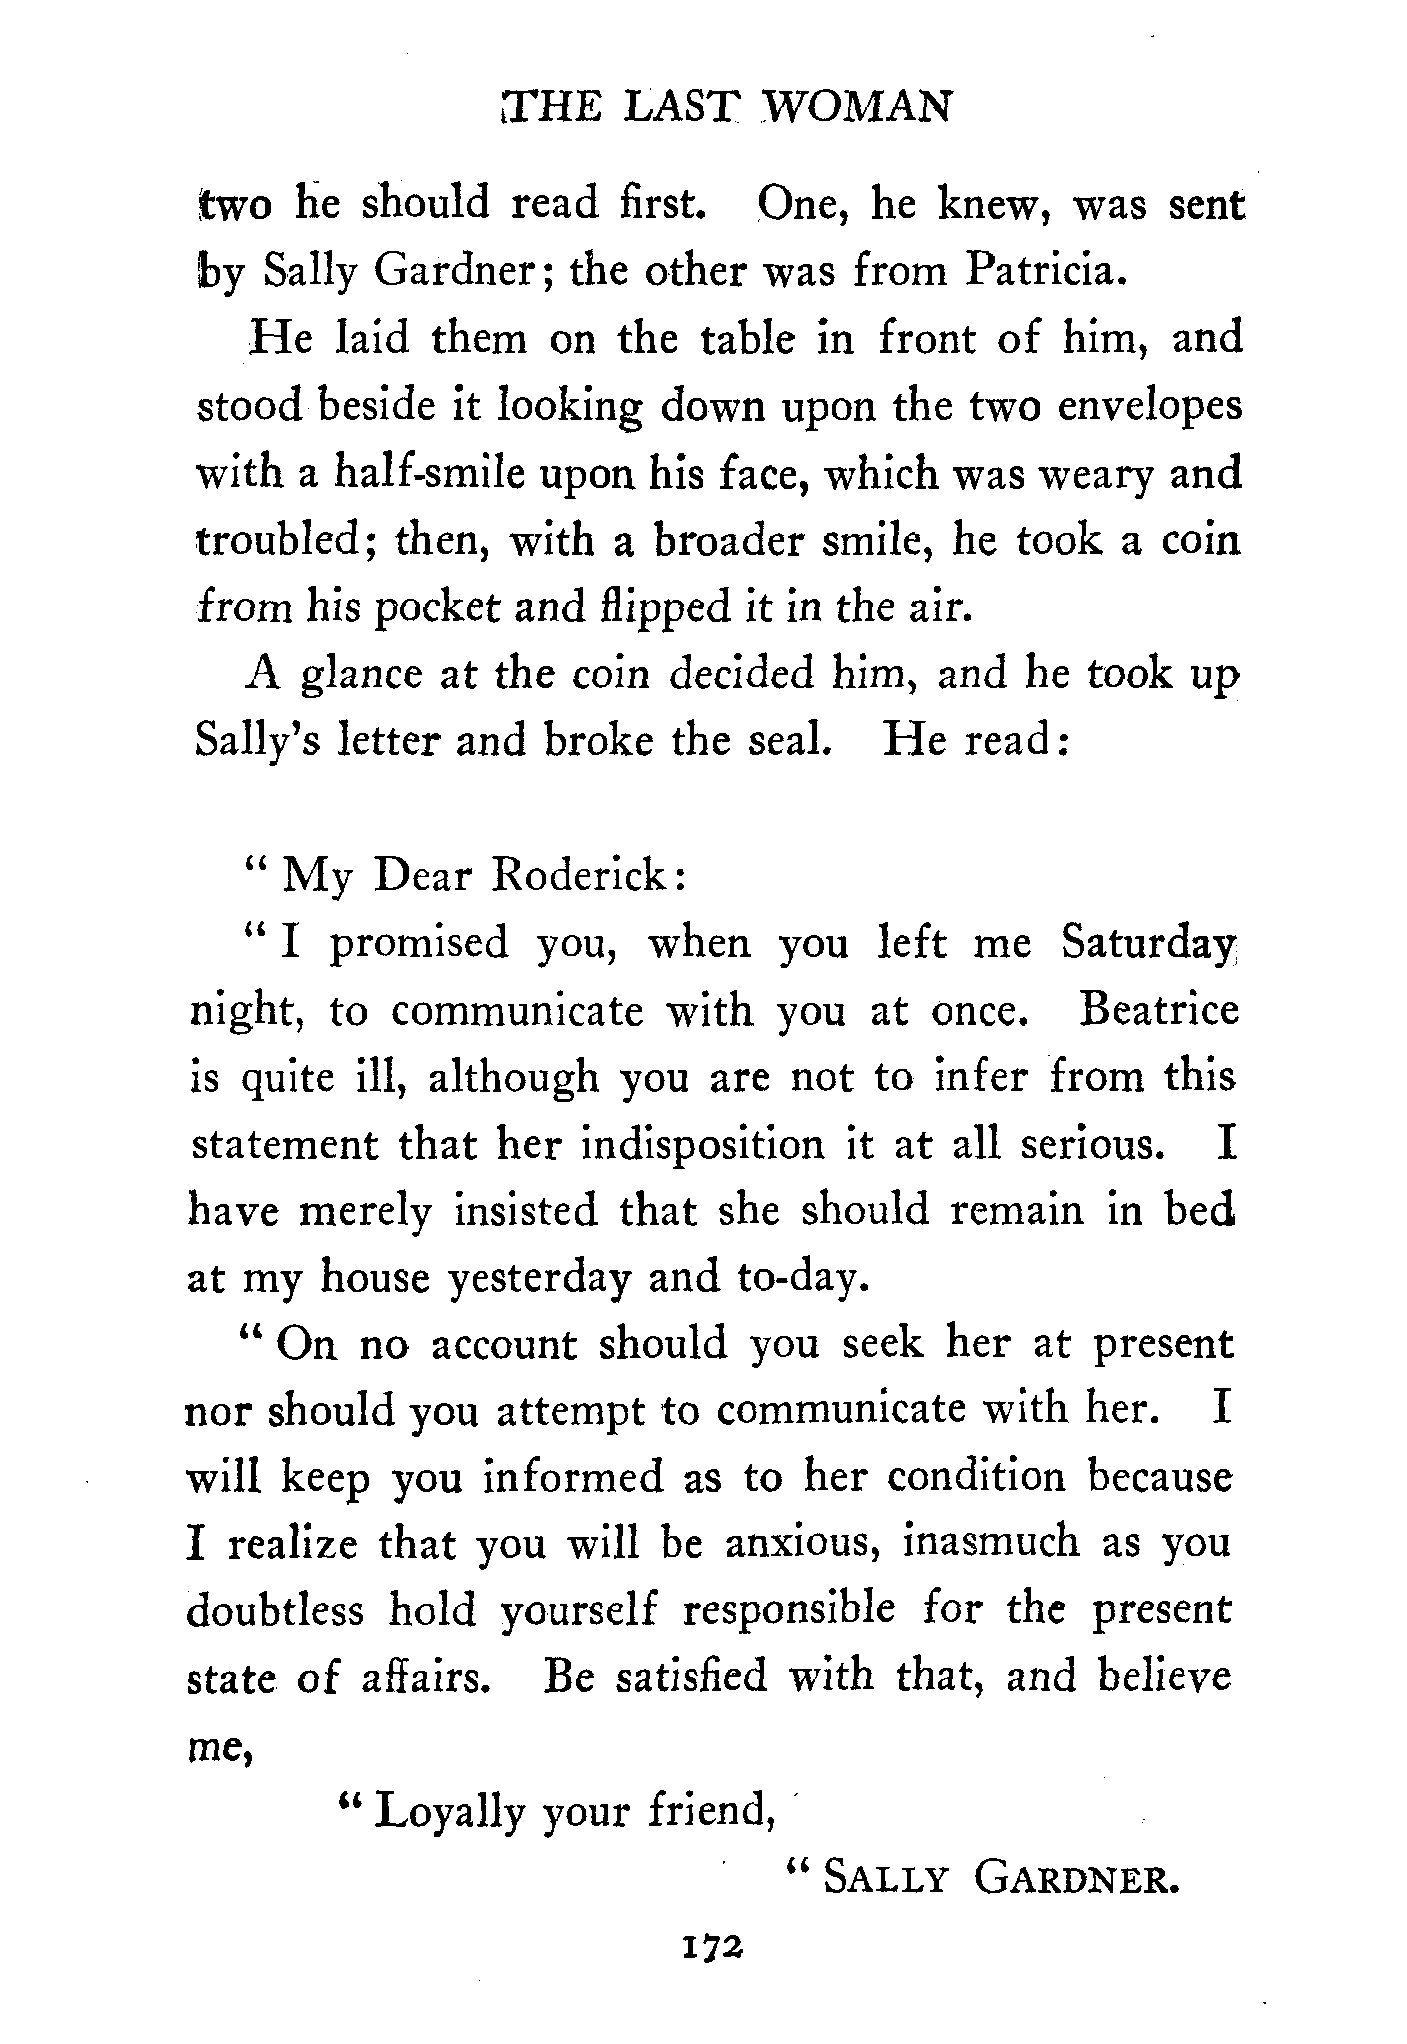 THE LAST WOMAN
two he should read first. One, he knew, was sent
by Sally Gardner; the other was from Patricia.
He laid them on the table in front of him, and
stood beside it looking down upon the two envelopes
with a half-smile upon his face, which was weary and
troubled; then, with a broader smile, he took a coin
from his pocket and flipped it in the air.
A glance at the coin decided him, and he took up
Sally's letter and broke the seal. He read:
" My Dear Roderick:
" I promised you, when you left me Saturday
night, to communicate with you at once. Beatrice
is quite ill, although you are not to infer from this
statement that her indisposition it at all serious. I
have merely insisted that she should remain in bed
at my house yesterday and to-day.
" On no account should you seek her at present
nor should you attempt to communicate with her. I
will keep you informed as to her condition because
I realize that you will be anxious, inasmuch as you
doubtless hold yourself responsible for the present
state of affairs. Be satisfied with that, and believe
me,
" Loyally your friend,
" SALLY GARDNER.
172